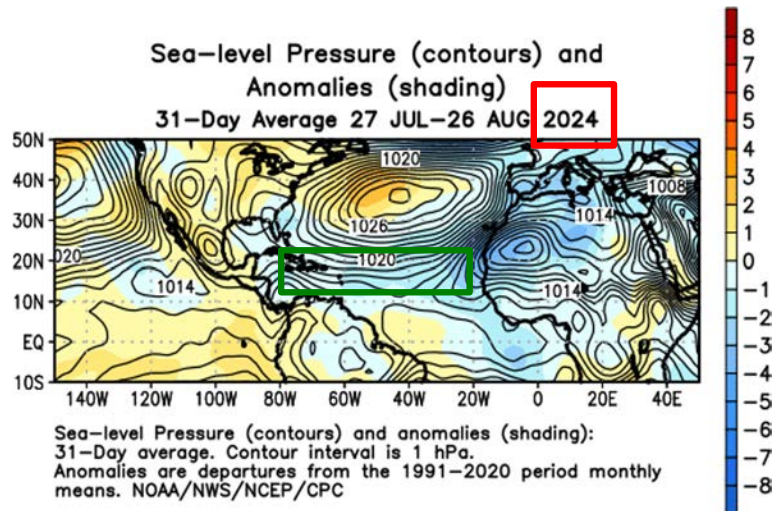 Sea-level Pressure (contours) and
Anomalies (shading)
31-Day Average 27 JUL-26 AUG 2024
50N
40N
30N
20N
10N
EQ
10S
1020
1008
1014
1026
020
1020
1014
1014
140W 120W 100W 80W 60W 40W 20W 0 20E 40E
8
7
6
5
4
3
2
1
0
-1
-2
-3
-4
-5
-6
-7
-8
Sea-level Pressure (contours) and anomalies (shading):
31-Day average. Contour interval is 1 hPa.
Anomalies are departures from the 1991-2020 period monthly
means. NOAA/NWS/NCEP/CPC